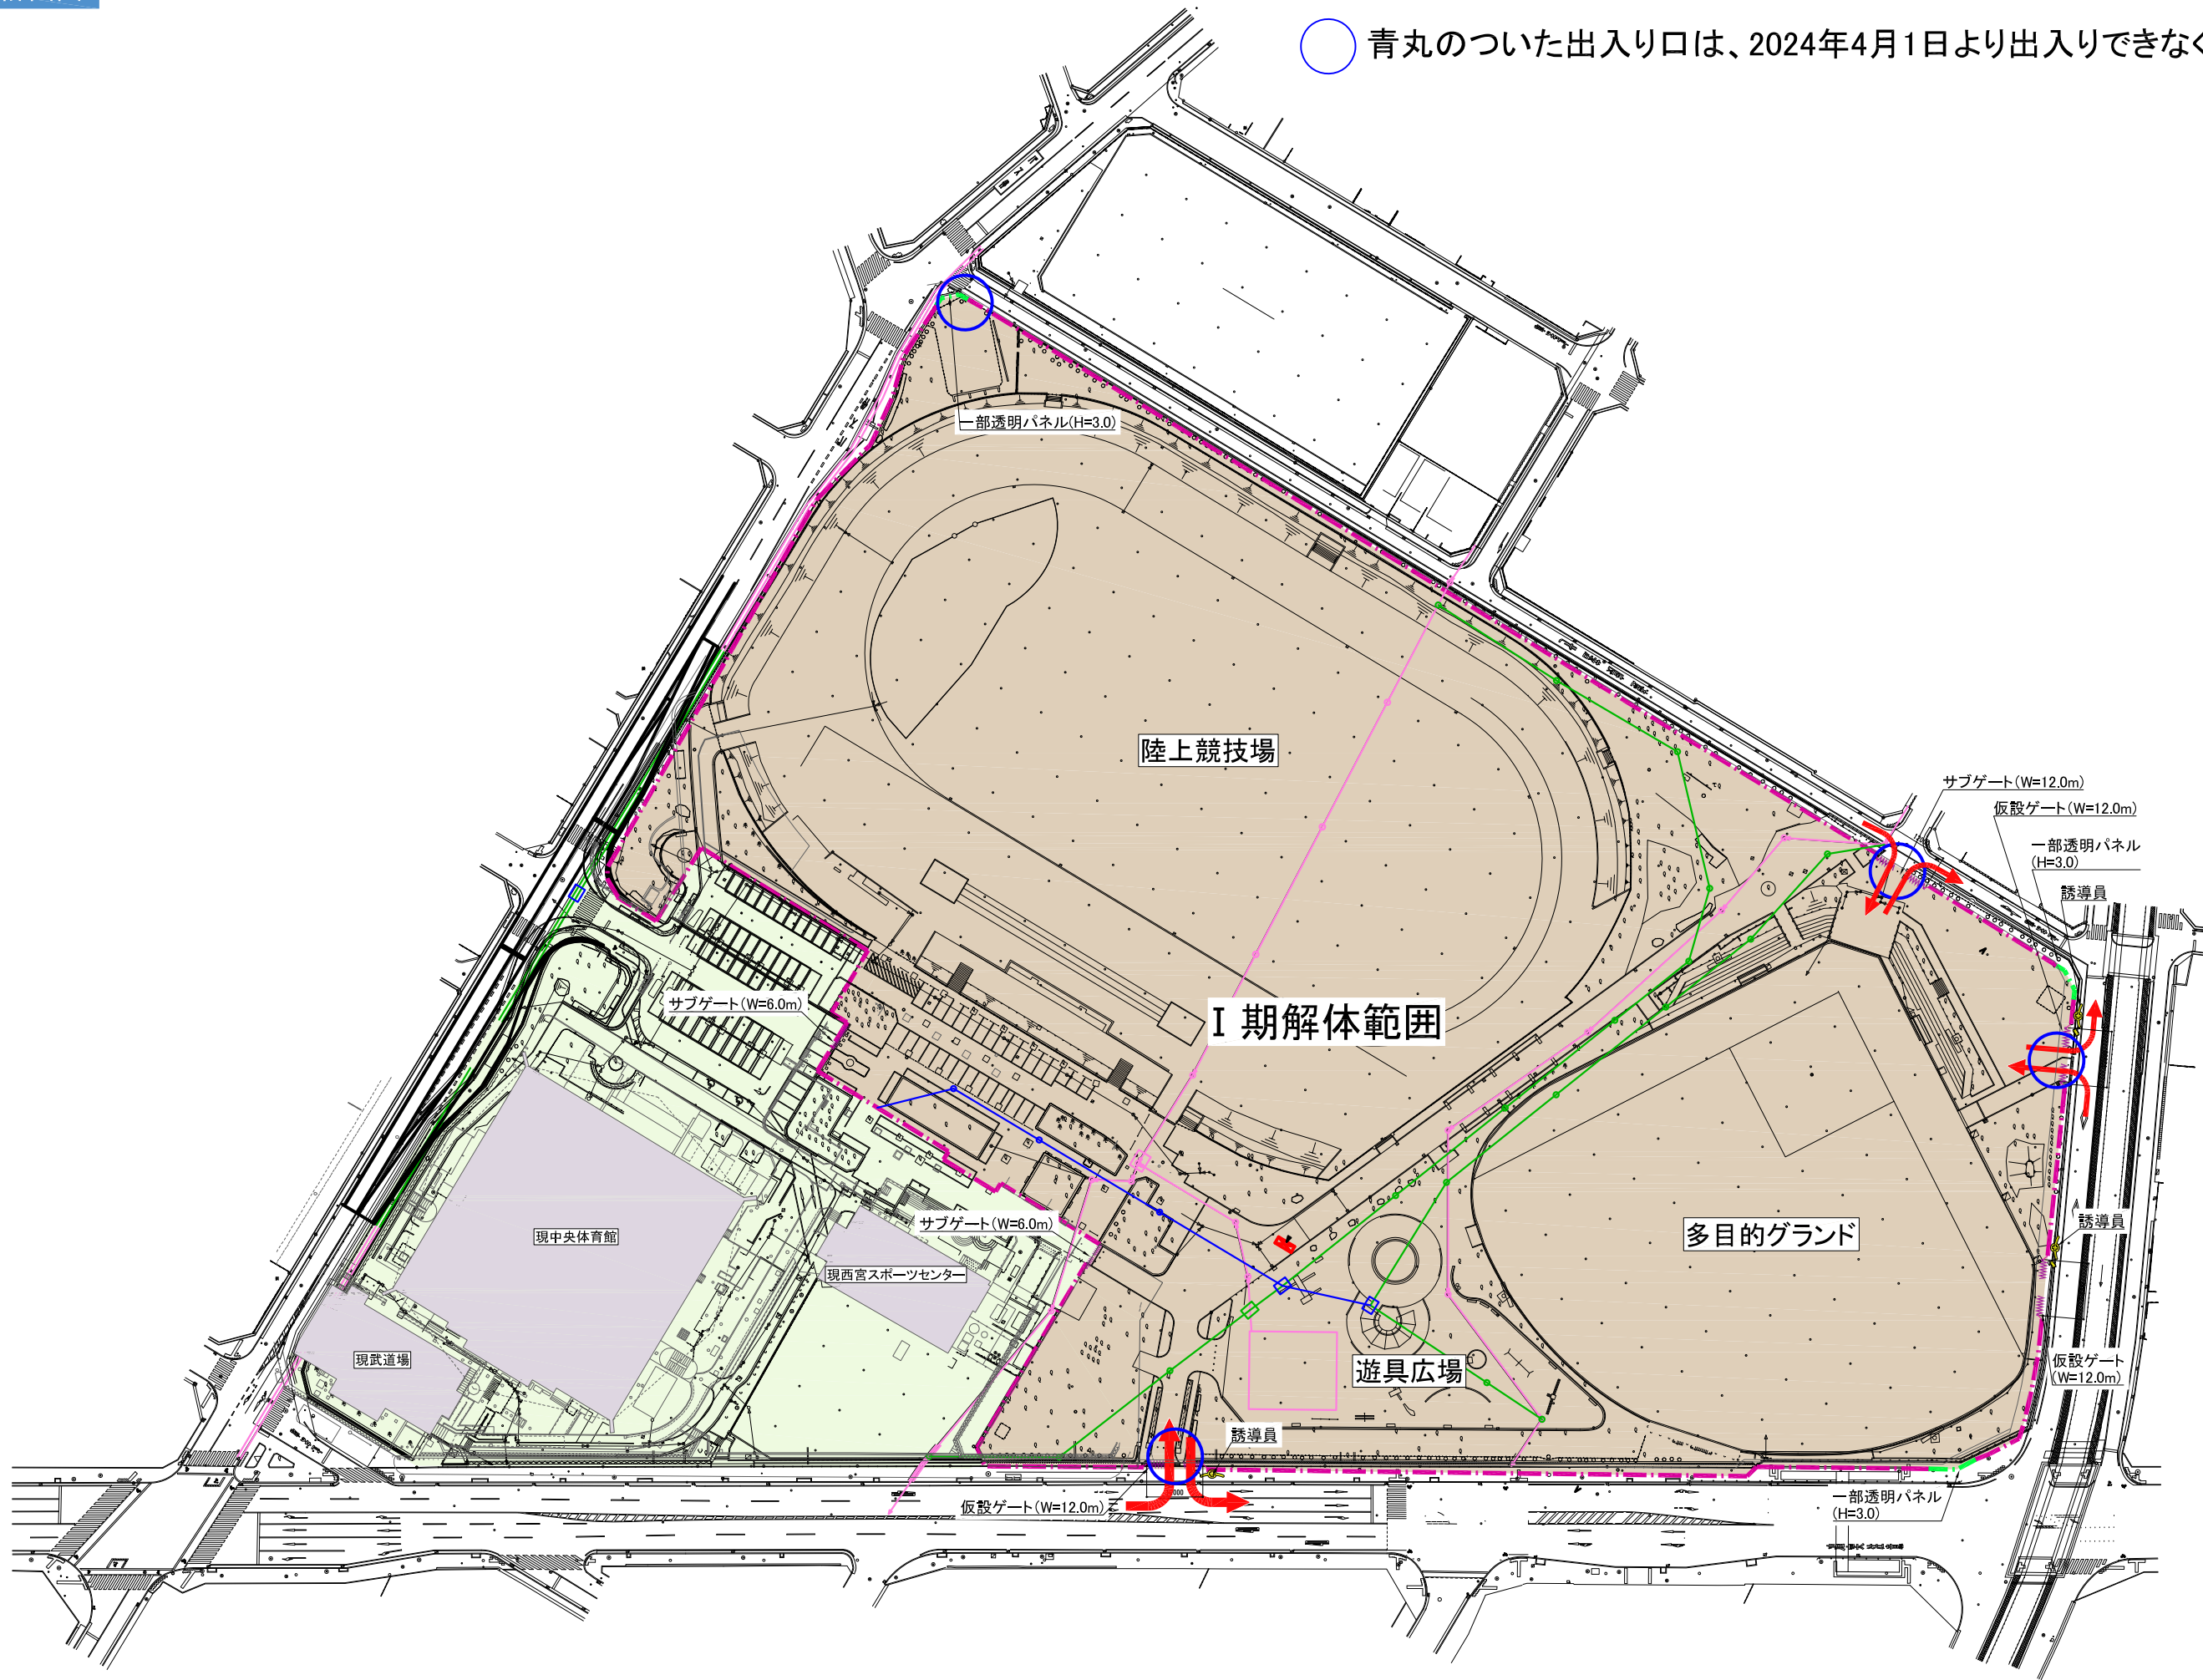 青丸のついた出入り口は、2024年4月1日より出入りできなく
一部透明パネル(H=3.0)
陸上競技場
サブゲート(W=12.0m)
仮設ゲート(W=12.0m)
一部透明パネル
(H=3.0)
誘導員
サブゲート(W=6.0m)
Ⅰ期解体範囲
サブゲート(W=6.0m)
現中央体育館
現西宮スポーツセンター
多目的グランド
誘導員
現武道場
遊具広場
仮設ゲート
(W=12.0m)
誘導員
仮設ゲート(W=12.0m)
一部透明パネル
(H=3.0)